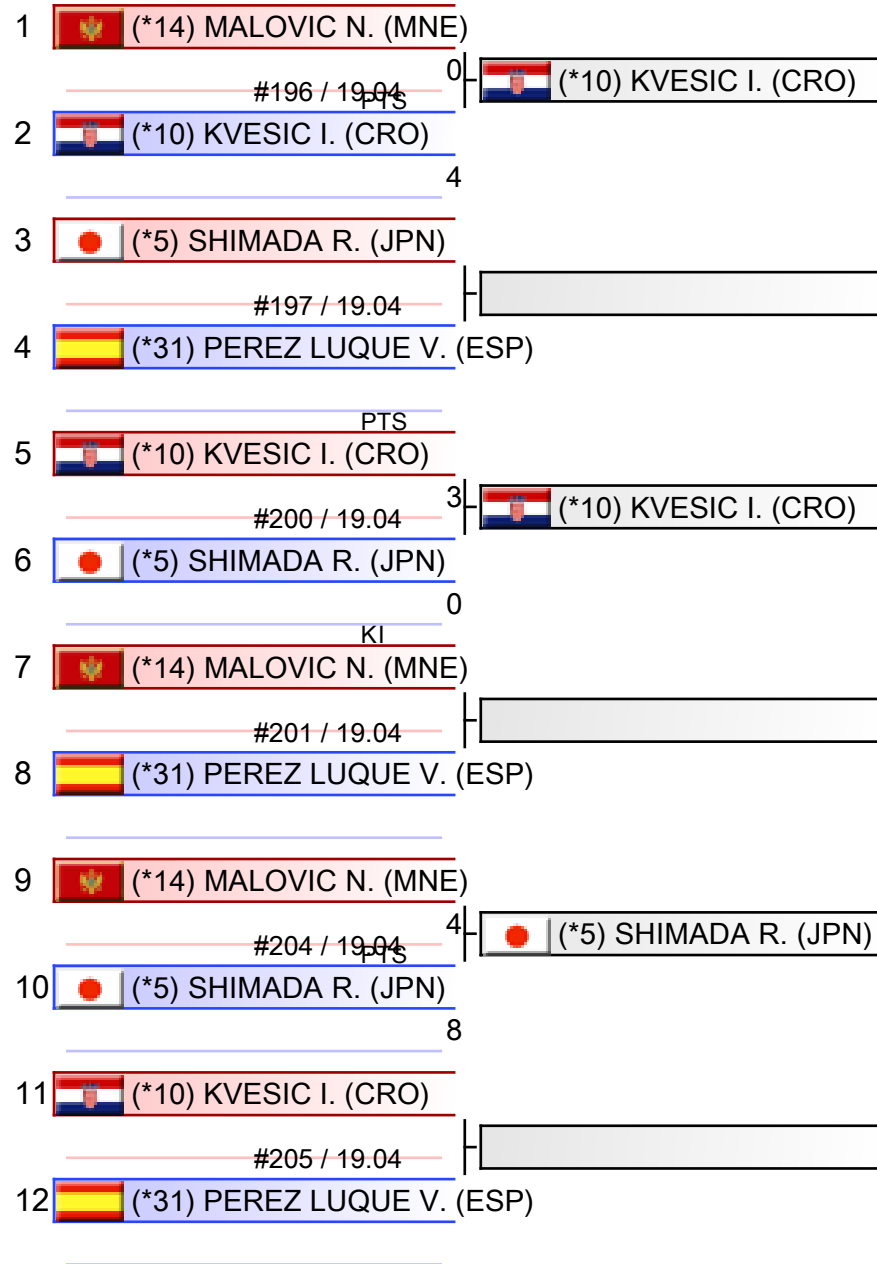 1 (*14) MALOVIC N. (MNE)
0 (*10) KVESIC I. (CRO)
#196 / 19.04 PTS
2 (*10) KVESIC I. (CRO)
4
3 (*5) SHIMADA R. (JPN)
#197 / 19.04
4 (*31) PEREZ LUQUE V. (ESP)
PTS
5 (*10) KVESIC I. (CRO)
3 (*10) KVESIC I. (CRO)
#200 / 19.04
6 (*5) SHIMADA R. (JPN)
0
KI
7 (*14) MALOVIC N. (MNE)
#201 / 19.04
8 (*31) PEREZ LUQUE V. (ESP)
9 (*14) MALOVIC N. (MNE)
4 (*5) SHIMADA R. (JPN)
#204 / 19.04 PTS
10 (*5) SHIMADA R. (JPN)
8
11 (*10) KVESIC I. (CRO)
#205 / 19.04
12 (*31) PEREZ LUQUE V. (ESP)